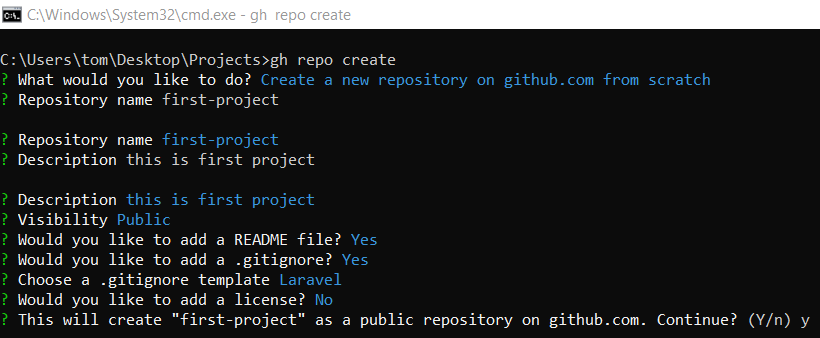 C:\Windows\System32\cmd.exe - gh  repo create
C:\Users\tom\Desktop\Projects>gh repo create
? What would you like to do? Create a new repository on github.com from scratch
? Repository name first-project
? Repository name first-project
? Description this is first project
? Description this is first project
? Visibility Public
? Would you like to add a README file? Yes
? Would you like to add a .gitignore? Yes
? Choose a .gitignore template Laravel
? Would you like to add a license? No
? This will create "first-project" as a public repository on github.com. Continue? (Y/n) y